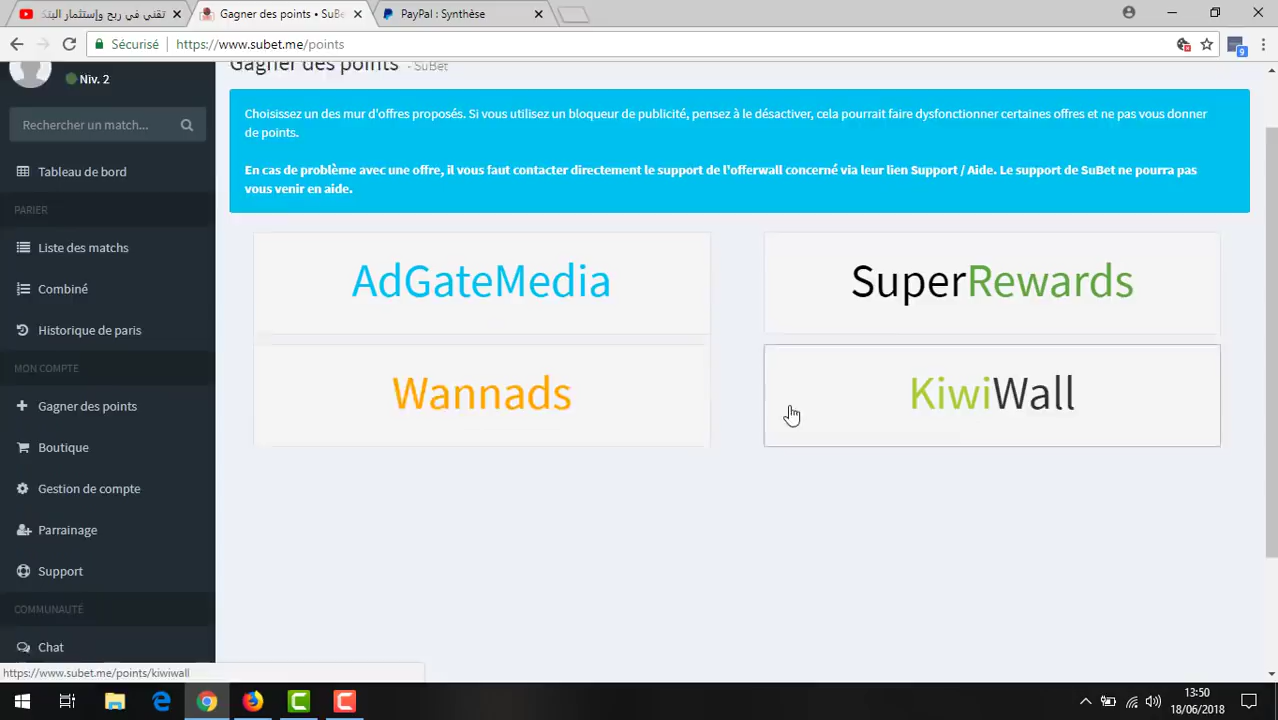 تقني في ربح وإستثمار البتك
Gagner des points • SuBe
PayPal : Synthèse
Sécurisé
https://www.subet.me/points
9
Niv. 2
Rechercher un match...
Tableau de bord
PARIER
Liste des matchs
Combiné
Historique de paris
MON COMPTE
Gagner des points
Boutique
Gestion de compte
Parrainage
Support
COMMUNAUTÉ
Chat
Gagner des points - SuBet
Choisissez un des mur d'offres proposés. Si vous utilisez un bloqueur de publicité, pensez à le désactiver, cela pourrait faire dysfonctionner certaines offres et ne pas vous donner
de points.
En cas de problème avec une offre, il vous faut contacter directement le support de l'offerwall concerné via leur lien Support / Aide. Le support de SuBet ne pourra pas
vous venir en aide.
AdGateMedia
SuperRewards
Wannads
KiwiWall
https://www.subet.me/points/kiwiwall
13:50
18/06/2018